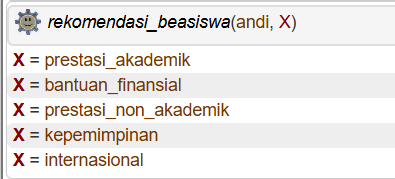 rekomendasi_beasiswa(andi, X)
X = prestasi_akademik
X = bantuan_finansial
X = prestasi_non_akademik
X = kepemimpinan
X = internasional